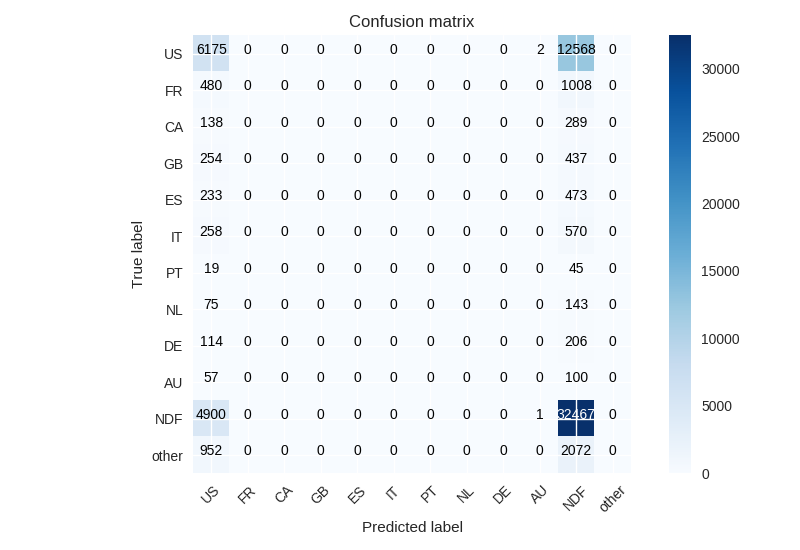 Confusion matrix
US 6175 0 0 0 0 0 0 0 0 2 12568 0
FR 480 0 0 0 0 0 0 0 0 0 1008 0
CA 138 0 0 0 0 0 0 0 0 0 289 0
GB 254 0 0 0 0 0 0 0 0 0 437 0
ES 233 0 0 0 0 0 0 0 0 0 473 0
IT 258 0 0 0 0 0 0 0 0 0 570 0
PT 19 0 0 0 0 0 0 0 0 0 45 0
NL 75 0 0 0 0 0 0 0 0 0 143 0
DE 114 0 0 0 0 0 0 0 0 0 206 0
AU 57 0 0 0 0 0 0 0 0 0 100 0
NDF 4900 0 0 0 0 0 0 0 0 1 32467 0
other 952 0 0 0 0 0 0 0 0 0 2072 0
US FR CA GB ES IT PT NL DE AU NDF other
True label
Predicted label
30000
25000
20000
15000
10000
5000
0